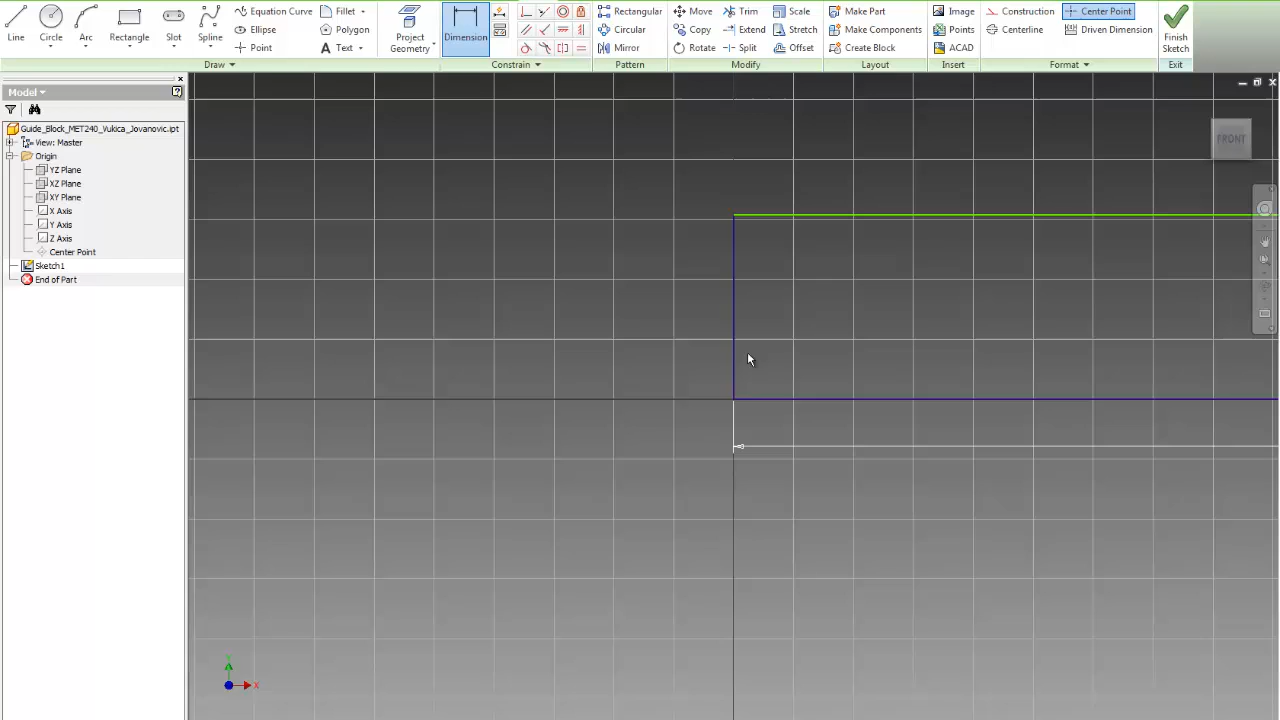 Equation Curve
Fillet
Rectangular
Move
Trim
Scale
Make Part
Image
Construction
Center Point
Ellipse
Polygon
Circular
Copy
Extend
Stretch
Make Components
Points
Centerline
Driven Dimension
Line
Circle
Arc
Rectangle
Slot
Spline
Point
Text
Project
Geometry
Dimension
Mirror
Rotate
Split
Offset
Create Block
ACAD
Finish
Sketch
Draw
Constrain
Pattern
Modify
Layout
Insert
Format
Exit
Model
Guide_Block_MET240_Vukica_Jovanovic.ipt
View: Master
Origin
YZ Plane
XZ Plane
XY Plane
X Axis
Y Axis
Z Axis
Center Point
Sketch1
End of Part
FRONT
Y
X